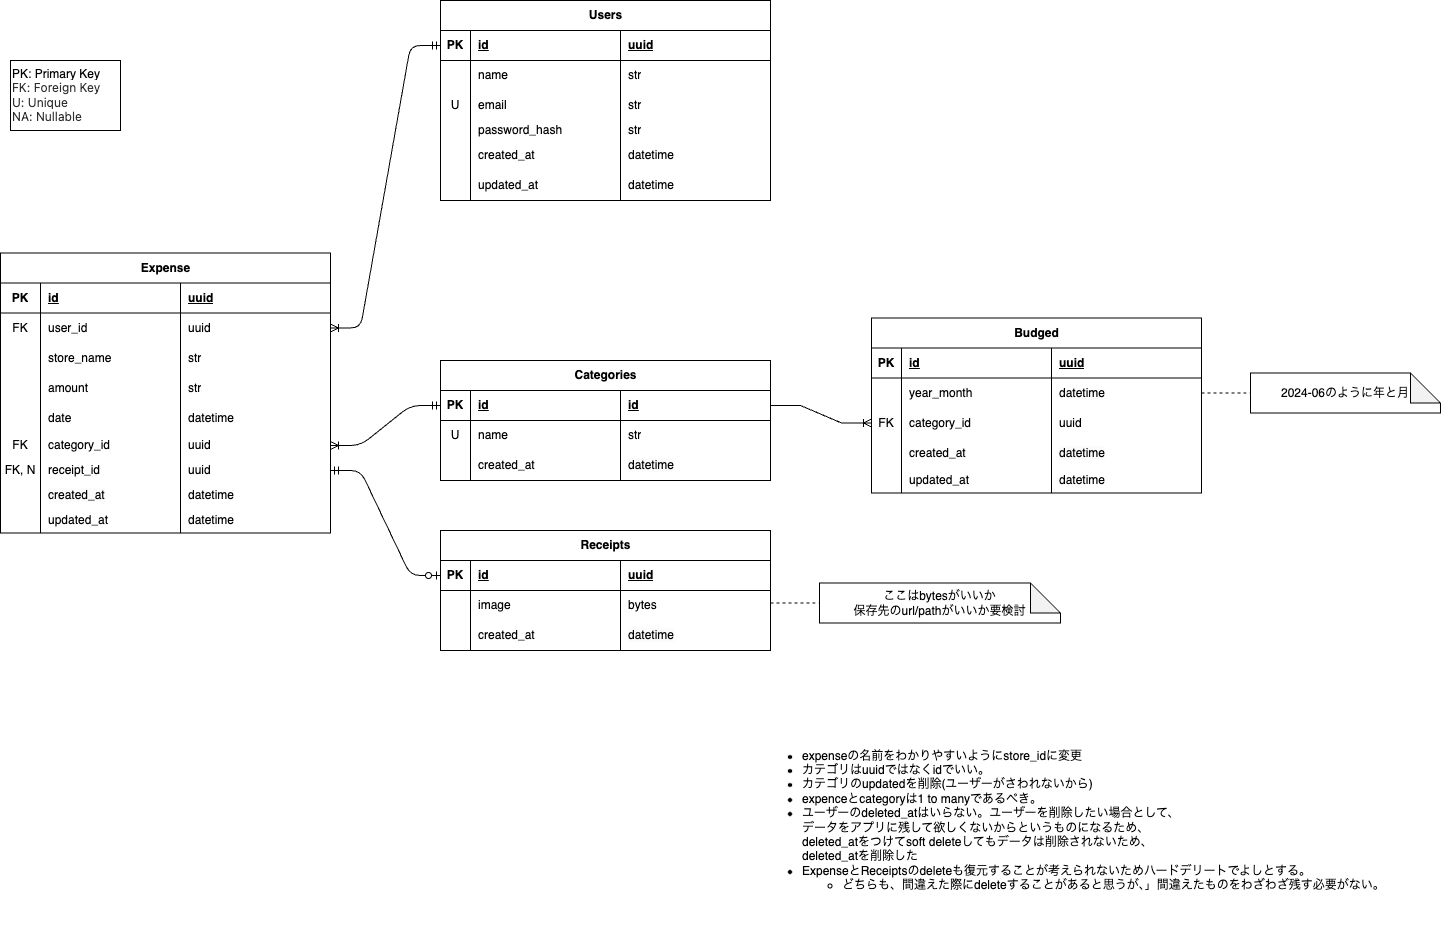 PK: Primary Key
FK: Foreign Key
U: Unique
NA: Nullable
Users
PK id uuid
name str
U email str
password_hash str
created_at datetime
updated_at datetime
Expense
PK id uuid
FK user_id uuid
store_name str
amount str
date datetime
FK category_id uuid
FK, N receipt_id uuid
created_at datetime
updated_at datetime
Categories
PK id id
U name str
created_at datetime
Budged
PK id uuid
year_month datetime
FK category_id uuid
created_at datetime
updated_at datetime
2024-06のように年と月
Receipts
PK id uuid
image bytes
created_at datetime
ここはbytesがいいか
保存先のurl/pathがいいか要検討
expenseの名前をわかりやすいようにstore_idに変更
カテゴリはuuidではなくidでいい。
カテゴリのupdatedを削除(ユーザーがさわれないから)
expenceとcategoryは1 to manyであるべき。
ユーザーのdeleted_atはいらない。ユーザーを削除したい場合として、
データをアプリに残して欲しくないからというものになるため、
deleted_atをつけてsoft deleteしてもデータは削除されないため、
deleted_atを削除した
ExpenseとReceiptsのdeleteも復元することが考えられないためハードデリートでよしとする。
どちらも、間違えた際にdeleteすることがあると思うが、」間違えたものをわざわざ残す必要がない。